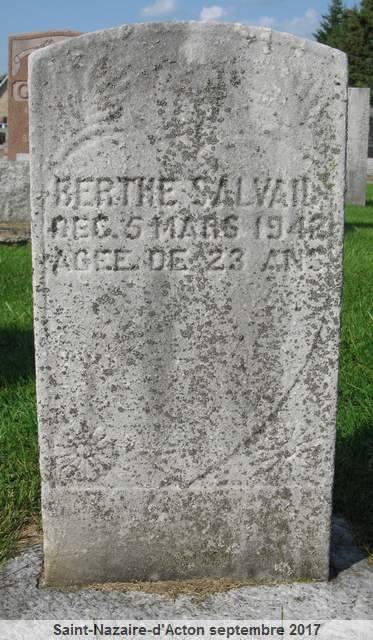 BERTHE SALVAIL
DEC. 5 MARS 1942
AGEE DE 23 ANS
Saint-Nazaire-d'Acton septembre 2017